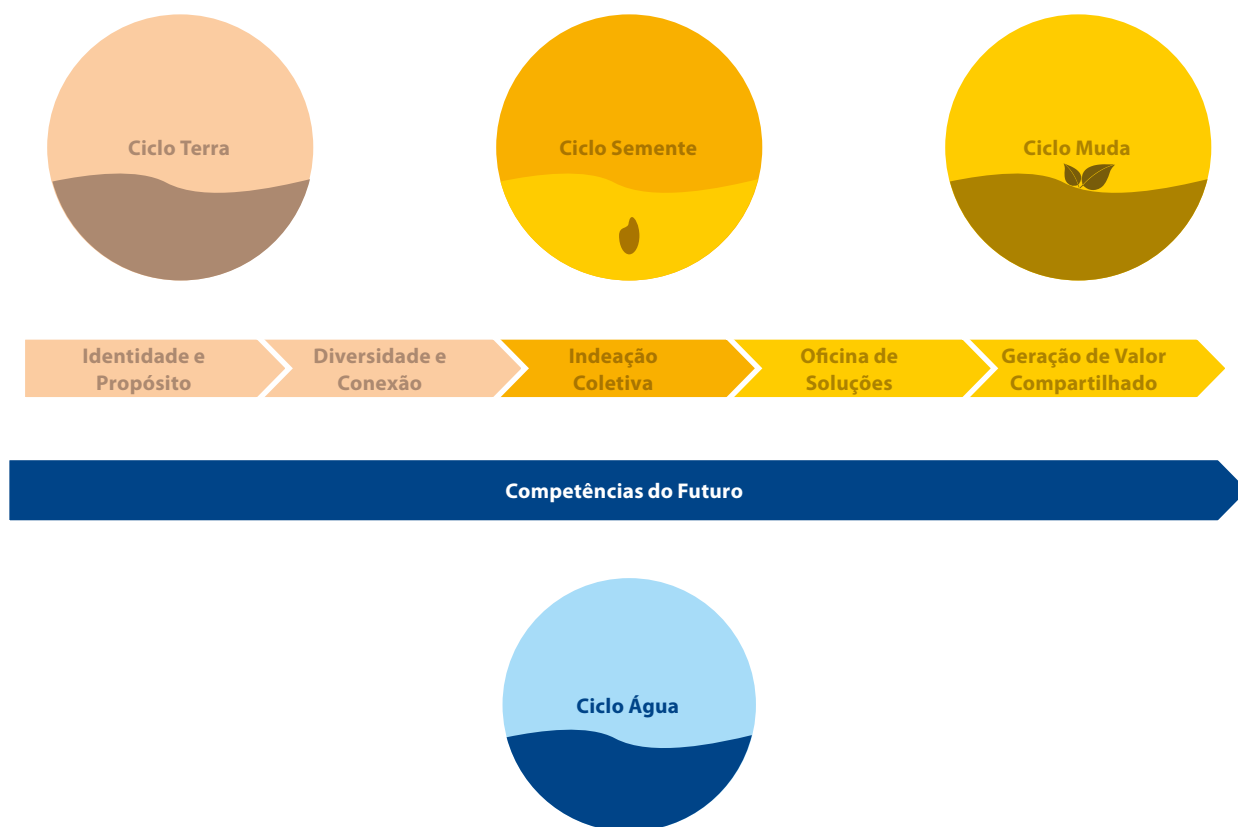 Ciclo Terra
Ciclo Semente
Ciclo Muda
Identidade e
Propósito
Diversidade e
Conexão
Indeação
Coletiva
Oficina de
Soluções
Geração de Valor
Compartilhado
Competências do Futuro
Ciclo Água